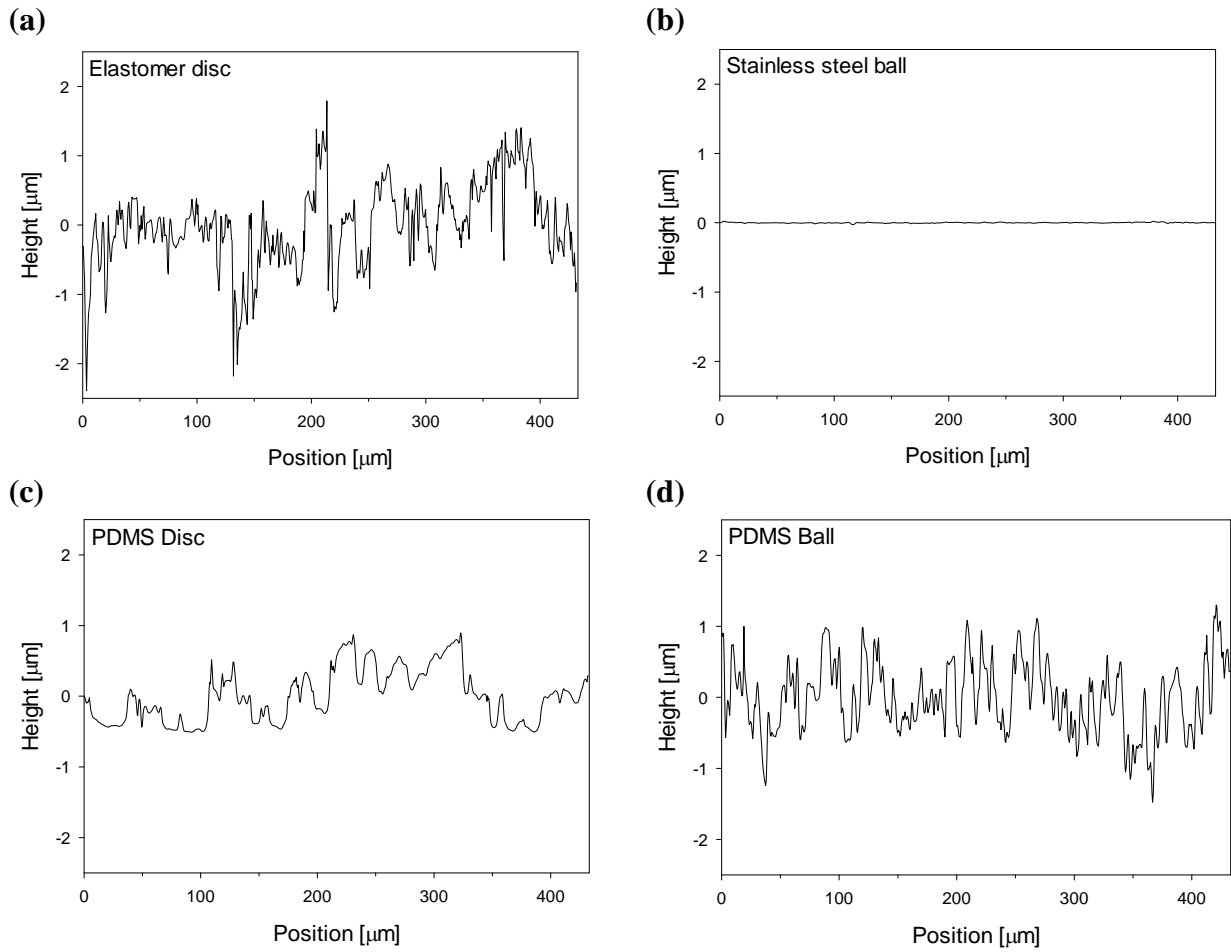 (a)
Elastomer disc
2
1
0
-1
-2
Height [μm]
0 100 200 300 400
Position [μm]
(b)
Stainless steel ball
2
1
0
-1
-2
Height [μm]
0 100 200 300 400
Position [μm]
(c)
PDMS Disc
2
1
0
-1
-2
Height [μm]
0 100 200 300 400
Position [μm]
(d)
PDMS Ball
2
1
0
-1
-2
Height [μm]
0 100 200 300 400
Position [μm]